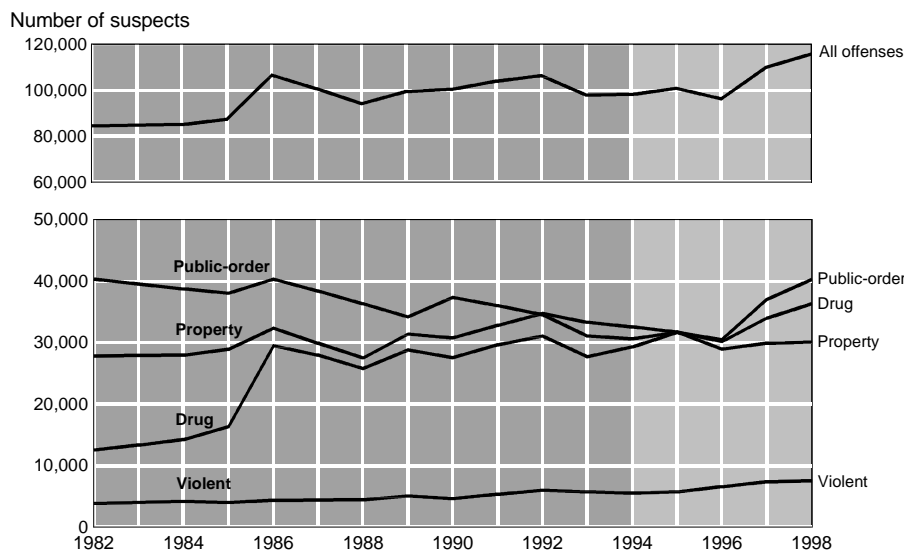 Number of suspects
120,000
All offenses
100,000
80,000
60,000
50,000
Public-order
40,000
Public-order
Drug
Property
30,000
Property
20,000
Drug
10,000
Violent
Violent
0
1982 1984 1986 1988 1990 1992 1994 1996 1998